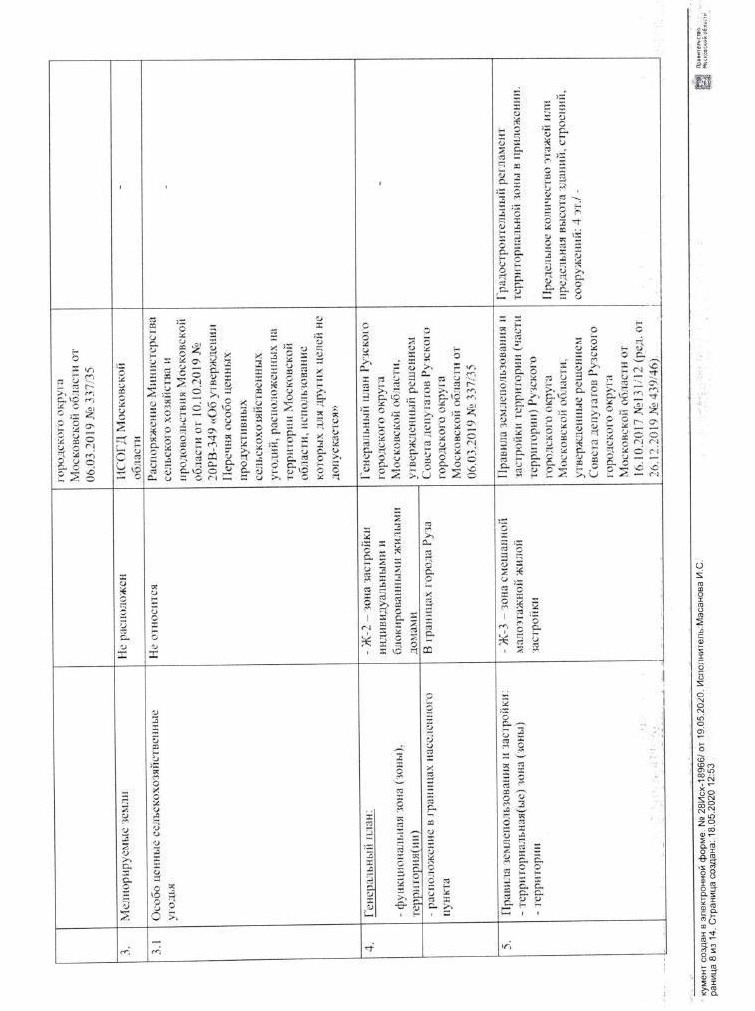 городского округа
Московской области от
06.03.2019 № 337/35
3.
Мелиорируемые земли
Не расположен
ИСОГД Московской
области
-
3.1
Особо ценные сельскохозяйственные
угодья
Не относится
Распоряжение Министерства
сельского хозяйства и
продовольствия Московской
области от 10.10.2019 №
20РВ-349 «Об утверждении
Перечня особо ценных
продуктивных
сельскохозяйственных
угодий, расположенных на
территории Московской
области, использование
которых для других целей не
допускается»
-
4.
Генеральный план:
- функциональная зона (зоны),
территория(ии)
- Ж-2 – зона застройки
индивидуальными и
блокированными жилыми
домами
- расположение в границах населенного
пункта
В границах города Руза
Генеральный план Рузского
городского округа
Московской области,
утвержденный решением
Совета депутатов Рузского
городского округа
Московской области от
06.03.2019 № 337/35
-
5.
Правила землепользования и застройки:
- территориальная(ые) зона (зоны)
- территории
- Ж-3 – зона смешанной
малоэтажной жилой
застройки
Правила землепользования и
застройки территории (части
территории) Рузского
городского округа
Московской области,
утвержденные решением
Совета депутатов Рузского
городского округа
Московской области от
16.10.2017 №131/12 (ред. от
26.12.2019 № 439/46)
Градостроительный регламент
территориальной зоны в приложении.
Предельное количество этажей или
предельная высота зданий, строений,
сооружений: 4 эт./ -
кумент создан в электронной форме. № 28Исх-18966/ от 19.05.2020. Исполнитель:Масанова И.С.
раница 8 из 14. Страница создана: 18.05.2020 12:53
Правительство
Московской области